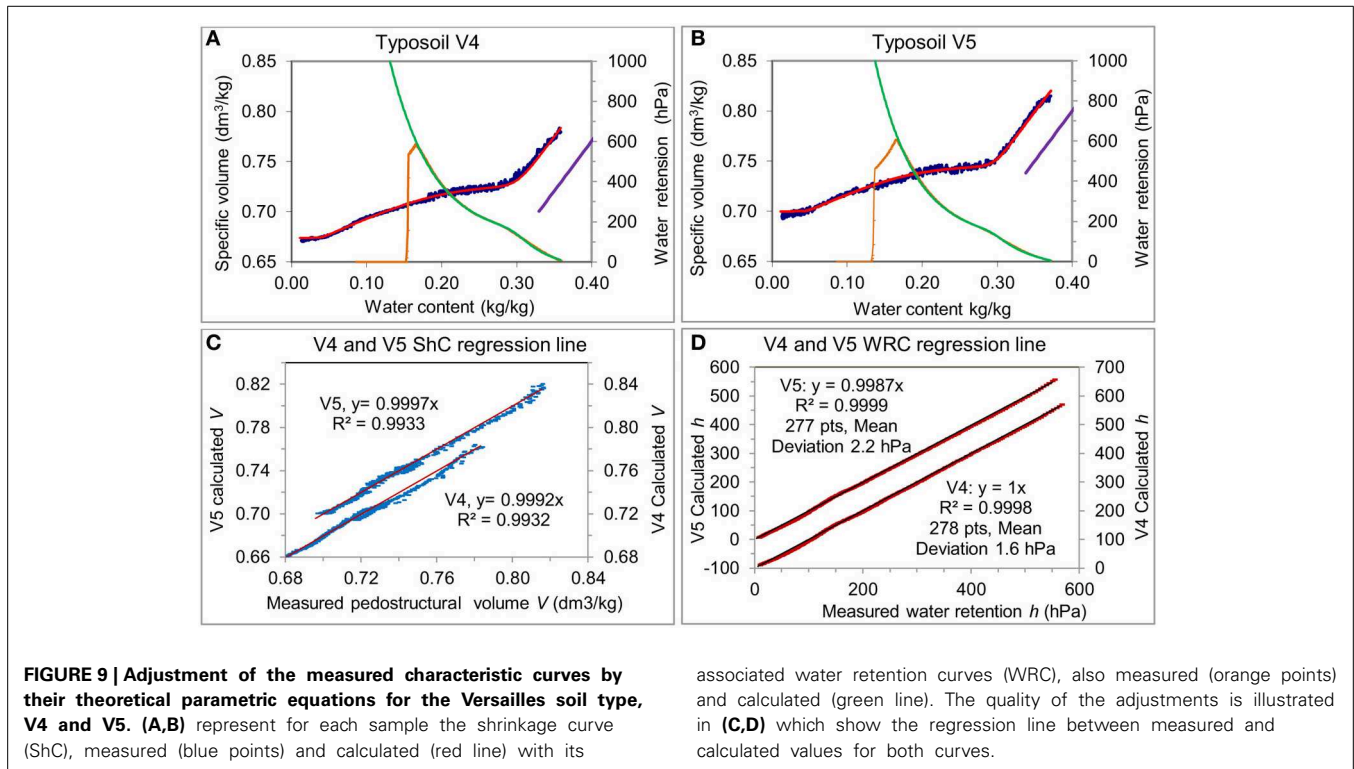 A
Typosoil V4
0.85
0.80
0.75
0.70
0.65
Specific volume (dm³/kg)
1000
800
600
400
200
0
Water retension (hPa)
0.00 0.10 0.20 0.30 0.40
Water content (kg/kg)
B
Typosoil V5
0.85
0.80
0.75
0.70
0.65
Specific volume (dm³/kg)
1000
800
600
400
200
0
Water retension (hPa)
0.00 0.10 0.20 0.30 0.40
Water content kg/kg
C
V4 and V5 ShC regression line
0.82
0.78
0.74
0.70
0.66
V5 calculated V
0.84
0.80
0.76
0.72
0.68
V4 Calculated V
V5, y= 0.9997x
R² = 0.9933
V4, y= 0.9992x
R² = 0.9932
0.68 0.72 0.76 0.80 0.84
Measured pedostructural volume V (dm3/kg)
D
V4 and V5 WRC regression line
600
500
400
300
200
100
0
-100
V5 Calculated h
700
600
500
400
300
200
100
0
V4 Calculated h
V5: y = 0.9987x
R² = 0.9999
277 pts, Mean
Deviation 2.2 hPa
V4: y = 1x
R² = 0.9998
278 pts, Mean
Deviation 1.6 hPa
0 200 400 600
Measured water retention h (hPa)
FIGURE 9 | Adjustment of the measured characteristic curves by
their theoretical parametric equations for the Versailles soil type,
V4 and V5. (A,B) represent for each sample the shrinkage curve
(ShC), measured (blue points) and calculated (red line) with its
associated water retention curves (WRC), also measured (orange points)
and calculated (green line). The quality of the adjustments is illustrated
in (C,D) which show the regression line between measured and
calculated values for both curves.